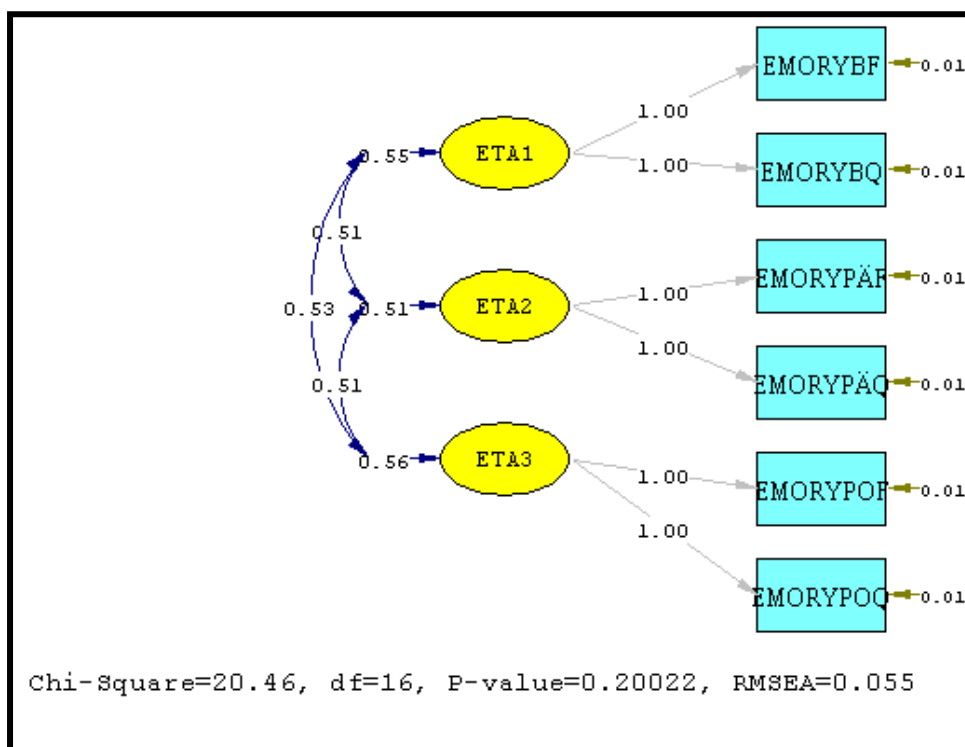 EMORYBF
0.01
1.00
0.55
ETA1
1.00
EMORYBQ
0.01
0.51
EMORYPÄF
0.01
1.00
0.53
0.51
ETA2
1.00
0.51
EMORYPÄQ
0.01
0.56
ETA3
1.00
EMORYPOF
0.01
1.00
EMORYPOQ
0.01
Chi-Square=20.46, df=16, P-value=0.20022, RMSEA=0.055